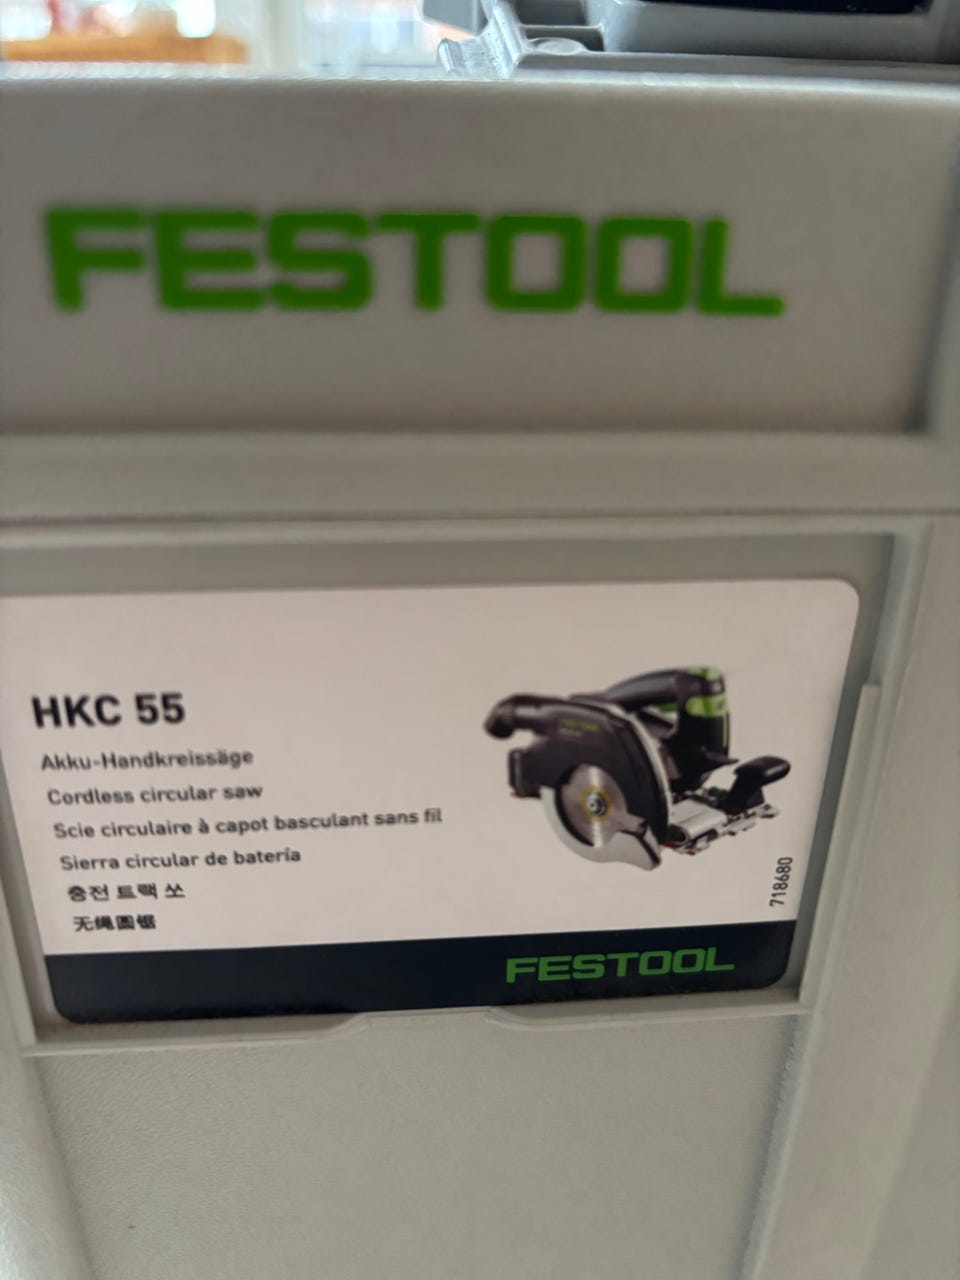 FESTOOL
HKC 55
Akku-Handkreissäge
Cordless circular saw
Scie circulaire à capot basculant sans fil
Sierra circular de batería
충전 트랙 쏘
无绳圆锯
718680
FESTOOL